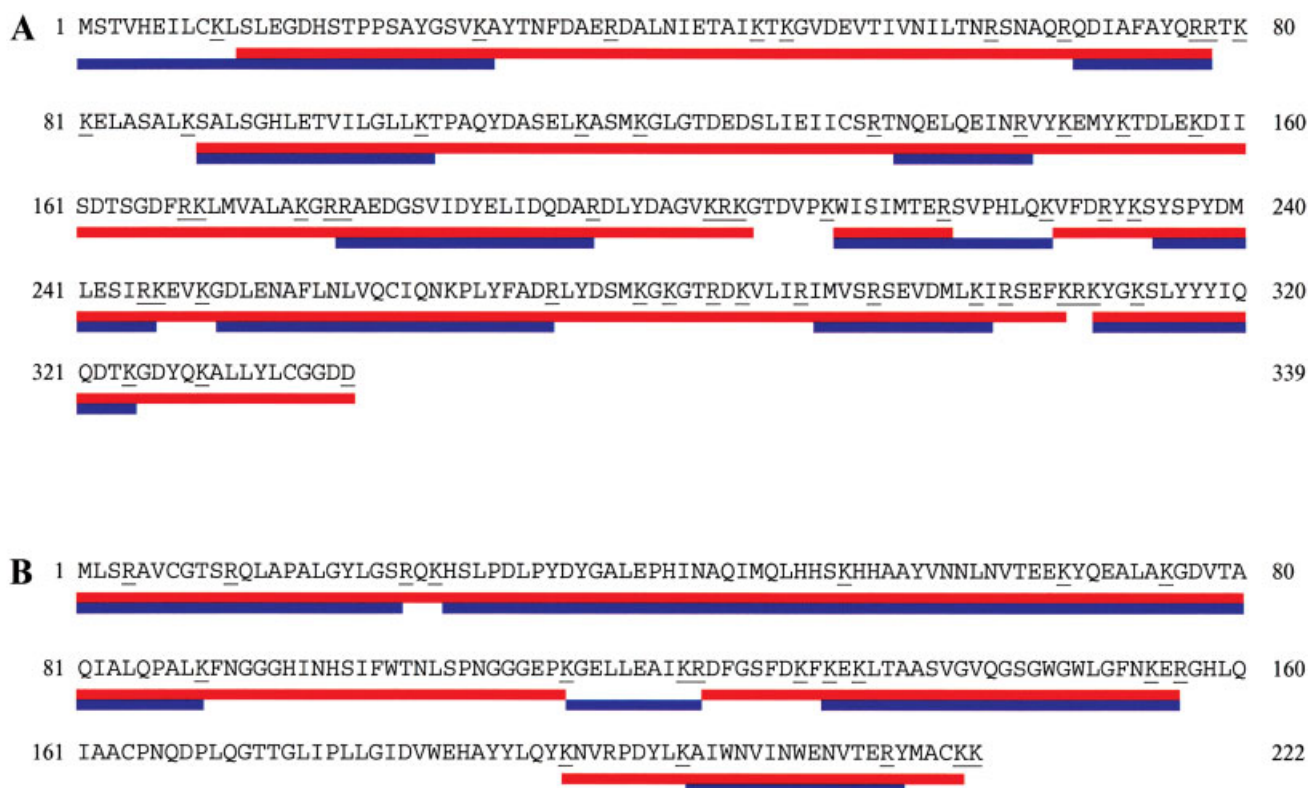 A 1 MSTVHEILCKLSLEGDHSTPPSAYGSVKAYTNFDAERDALNIETAIKTKGVDEVTIVNILTNRSNAQRQDIAFAYQRRTK 80
81 KELASALKSALSGHLETVILGLLKTPAQYDASELKASMKGLGTDEDSLIEIICSRTNQELQEINRVYKEMYKTDLEKDII 160
161 SDTSGDFRKLMVALAKGRRAEDGSVIDYELIDQDARDLYDAGVKRKGTDVPKWISIMTERSVPHLQKVFDRYKSYSPYDM 240
241 LESIRKEVKGDLENAFLNLVQCIQNKPLYFADRLYDSMKGKGTRDKVLIRIMVSRSEVDMLKIRSEFKRKYGKSLYYYIQ 320
321 QDTKGDYQKALLYLCGGDD 339
B 1 MLSRAVCGTSRQLAPALGYLGSRQKHSLPDLPYDYGALEPHINAQIMQLHHSKHHAAYVNNLNVTEEKYQEALAKGDVTA 80
81 QIALQPALKFNGGGHINHSIFWTNLSPNGGGEPKGELLEAIKRDFGSFDKFKEKLTAASVGVQGSGWGWLGFNKERGHLQ 160
161 IAACPNQDPLQGTTGLIPLLGIDVWEHAYYLQYKNVRPDYLKAIWNVINWENVTERYMACKK 222